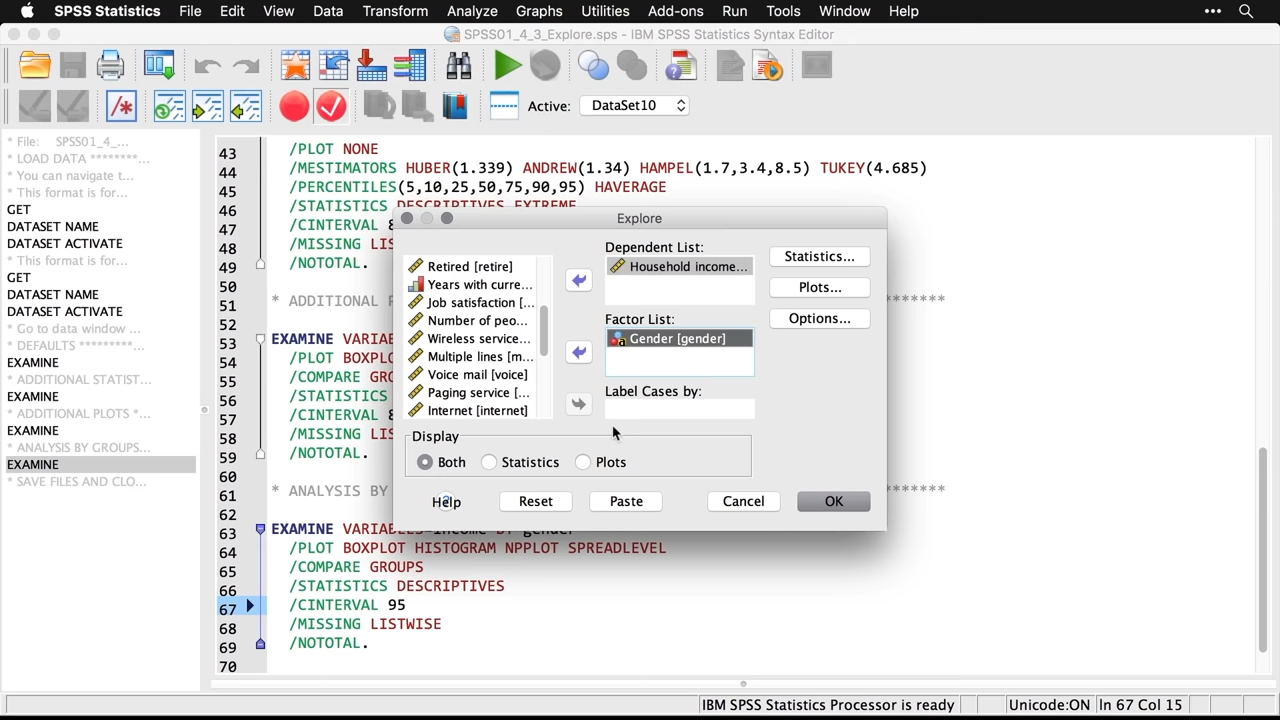 SPSS Statistics File Edit View Data Transform Analyze Graphs Utilities Add-ons Run Tools Window Help
SPSS01_4_3_Explore.sps - IBM SPSS Statistics Syntax Editor
Active: DataSet10
* File: SPSS01_4_...
* LOAD DATA ********...
* You can navigate t...
* This format is for...
GET
DATASET NAME
DATASET ACTIVATE
* This format is for...
GET
DATASET NAME
DATASET ACTIVATE
* Go to data window ...
* DEFAULTS *********...
EXAMINE
* ADDITIONAL STATIST...
EXAMINE
* ADDITIONAL PLOTS *...
EXAMINE
* ANALYSIS BY GROUPS...
EXAMINE
* SAVE FILES AND CLO...
43 /PLOT NONE
44 /MESTIMATORS HUBER(1.339) ANDREW(1.34) HAMPEL(1.7,3.4,8.5) TUKEY(4.685)
45 /PERCENTILES(5,10,25,50,75,90,95) HAVERAGE
46 /STATISTICS DESCRIPTIVES EXTREME
47 /CINTERVAL 8
48 /MISSING LIS
49 /NOTOTAL.
50
51 * ADDITIONAL P *******
52
53 EXAMINE VARIABL
54 /PLOT BOXPL
55 /COMPARE GRO
56 /STATISTICS
57 /CINTERVAL 8
58 /MISSING LIS
59 /NOTOTAL.
60
61 * ANALYSIS BY *******
62
63 EXAMINE VARIABLES=income BY gender
64 /PLOT BOXPLOT HISTOGRAM NPPLOT SPREADLEVEL
65 /COMPARE GROUPS
66 /STATISTICS DESCRIPTIVES
67 /CINTERVAL 95
68 /MISSING LISTWISE
69 /NOTOTAL.
70
Explore
Retired [retire]
Years with curre...
Job satisfaction [...
Number of peo...
Wireless service...
Multiple lines [m...
Voice mail [voice]
Paging service [...
Internet [internet]
Dependent List:
Household income...
Factor List:
Gender [gender]
Label Cases by:
Statistics...
Plots...
Options...
Display
Both Statistics Plots
Help Reset Paste Cancel OK
IBM SPSS Statistics Processor is ready Unicode:ON In 67 Col 15